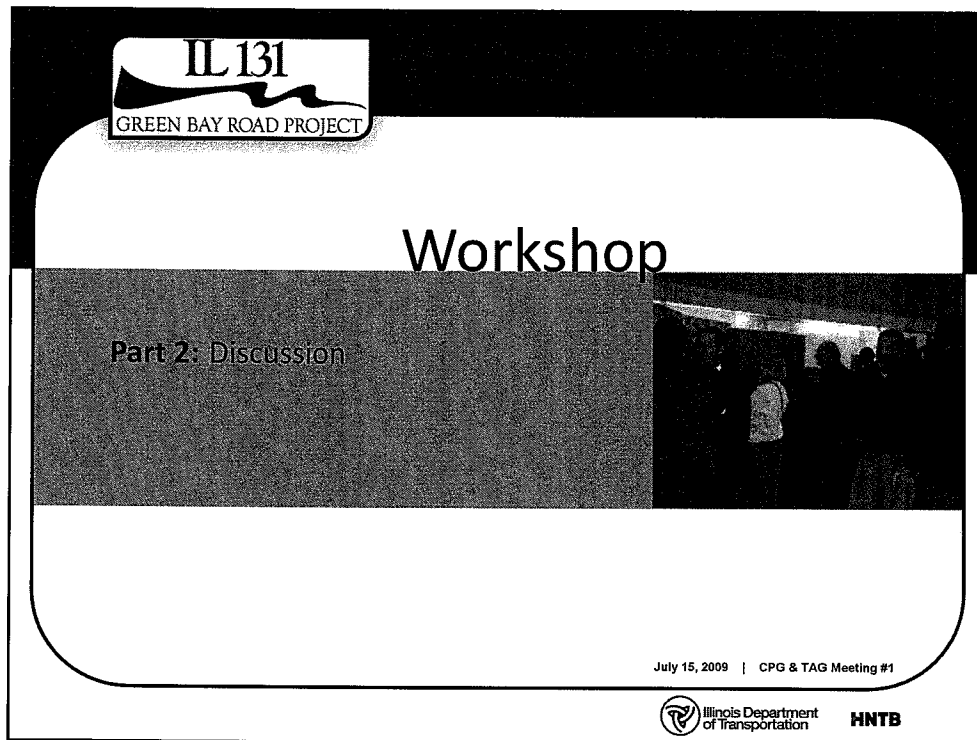 IL 131
GREEN BAY ROAD PROJECT
Workshop
Part 2: Discussion
July 15, 2009 | CPG & TAG Meeting #1
Illinois Department
of Transportation
HNTB